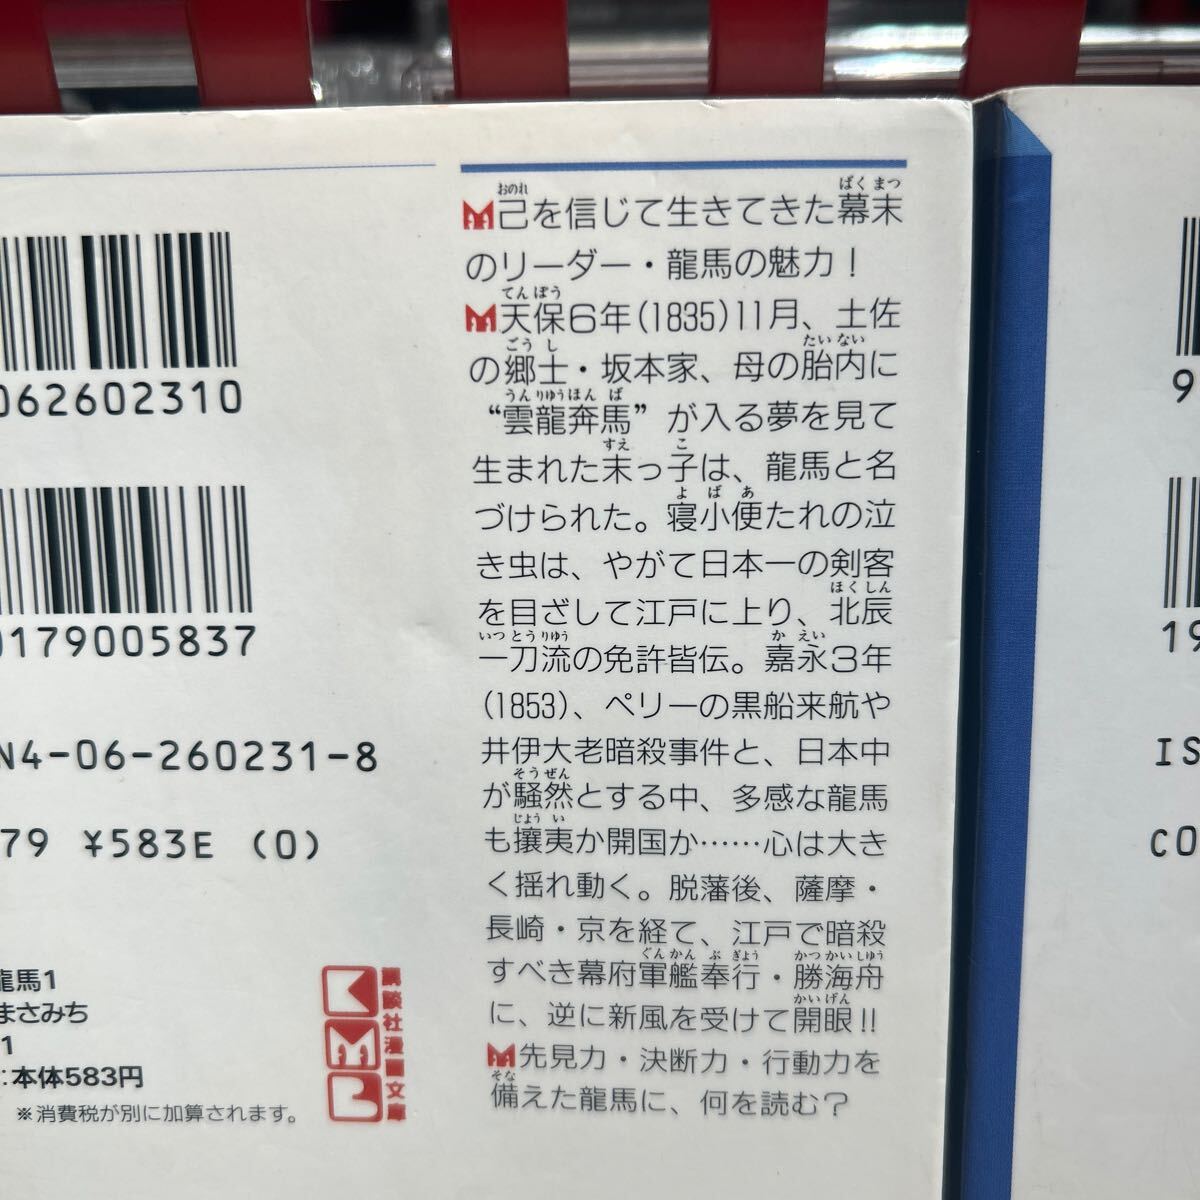 062602310
0179005837
N4-06-260231-8
79 ¥583E (0)
龍馬1
まさみち
1
:本体583円
※消費税が別に加算されます。
KMB
講談社漫画文庫
己を信じて生きてきた幕末
のリーダー・龍馬の魅力！
天保6年(1835)11月、土佐
の郷士・坂本家、母の胎内に
“雲龍奔馬”が入る夢を見て
生まれた末っ子は、龍馬と名
づけられた。寝小便たれの泣
き虫は、やがて日本一の剣客
を目ざして江戸に上り、北辰
一刀流の免許皆伝。嘉永3年
(1853)、ペリーの黒船来航や
井伊大老暗殺事件と、日本中
が騒然とする中、多感な龍馬
も攘夷か開国か……心は大き
く揺れ動く。脱藩後、薩摩・
長崎・京を経て、江戸で暗殺
すべき幕府軍艦奉行・勝海舟
に、逆に新風を受けて開眼!!
先見力・決断力・行動力を
備えた龍馬に、何を読む？
9
19
IS
CO